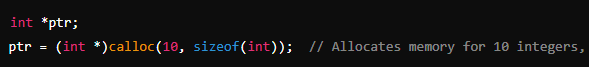 int *ptr;
ptr = (int *)calloc(10, sizeof(int));  // Allocates memory for 10 integers,